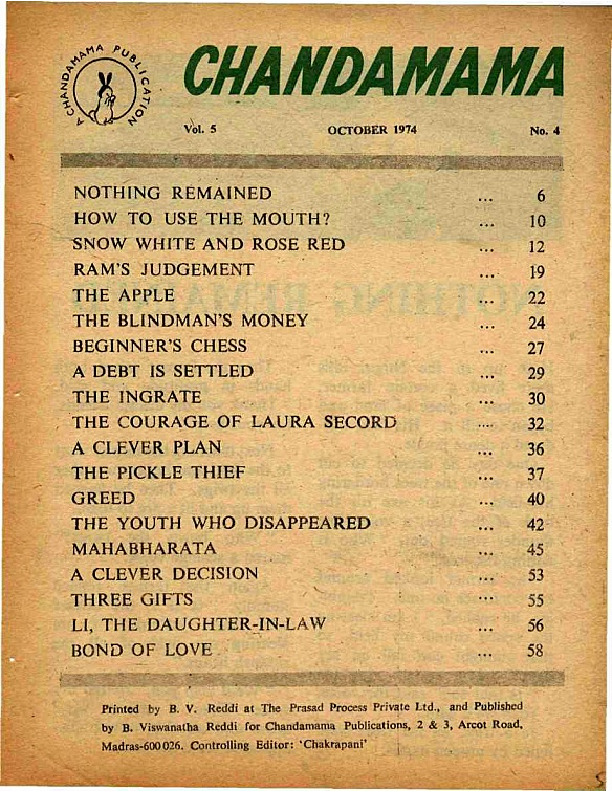 A CHANDAMAMA PUBLICATION
CHANDAMAMA
Vol. 5 OCTOBER 1974 No. 4
NOTHING REMAINED ... 6
HOW TO USE THE MOUTH? ... 10
SNOW WHITE AND ROSE RED ... 12
RAM'S JUDGEMENT ... 19
THE APPLE ... 22
THE BLINDMAN'S MONEY ... 24
BEGINNER'S CHESS ... 27
A DEBT IS SETTLED ... 29
THE INGRATE ... 30
THE COURAGE OF LAURA SECORD .... 32
A CLEVER PLAN ... 36
THE PICKLE THIEF ... 37
GREED ... 40
THE YOUTH WHO DISAPPEARED ... 42
MAHABHARATA ... 45
A CLEVER DECISION ... 53
THREE GIFTS ... 55
LI, THE DAUGHTER-IN-LAW ... 56
BOND OF LOVE ... 58
Printed by B. V. Reddi at The Prasad Process Private Ltd., and Published
by B. Viswanatha Reddi for Chandamama Publications, 2 & 3, Arcot Road,
Madras-600 026. Controlling Editor: 'Chakrapani'